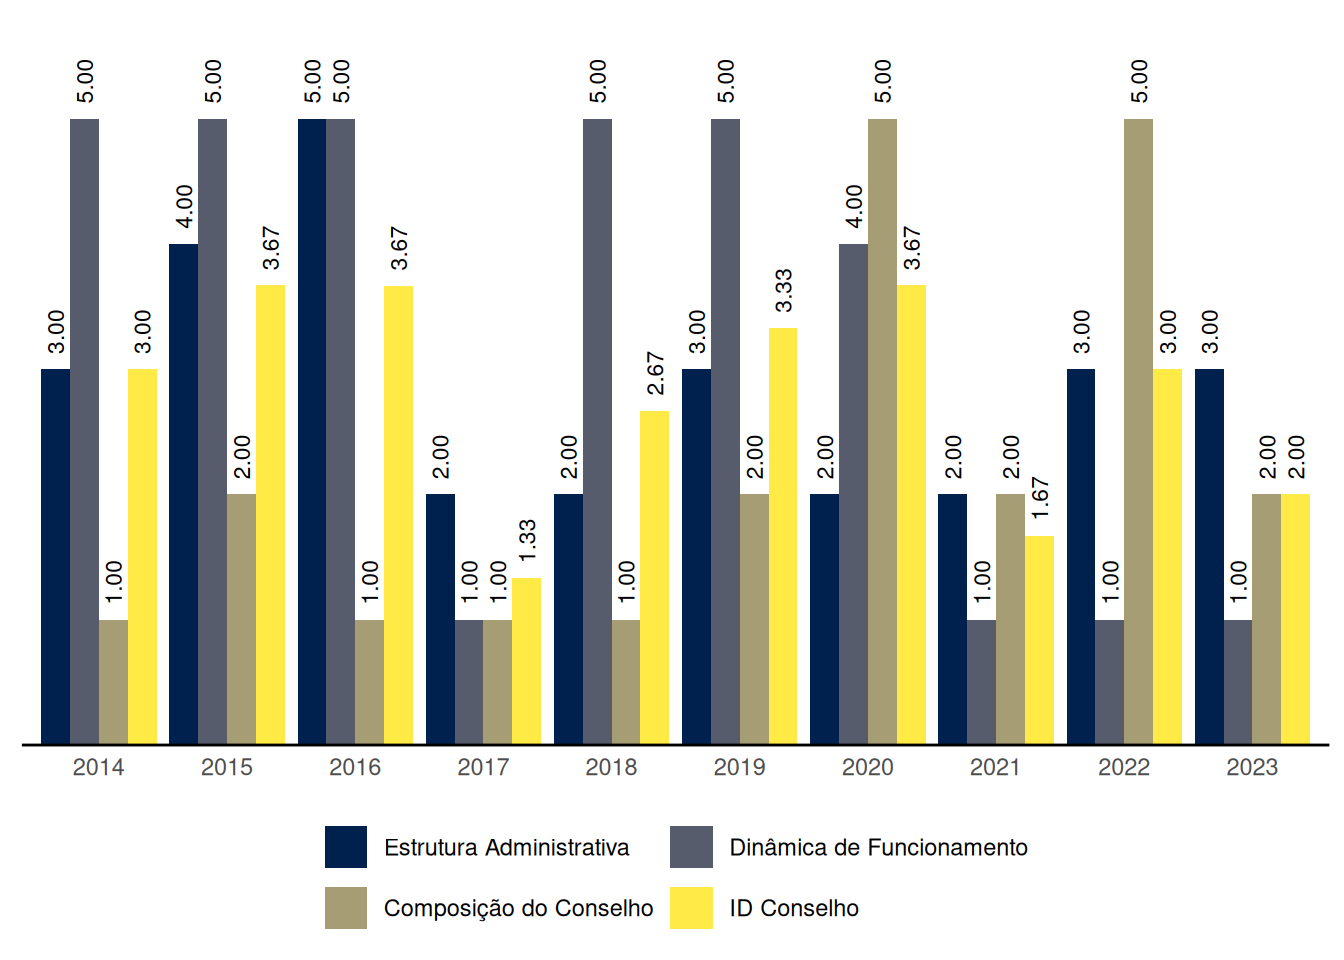 5.00 5.00 5.00 5.00 5.00 5.00 5.00 5.00
4.00 4.00
3.67 3.67 3.67
3.33
3.00 3.00 3.00 3.00 3.00 3.00
2.67
2.00 2.00 2.00 2.00 2.00 2.00 2.00 2.00 2.00
1.67
1.33
1.00 1.00 1.00 1.00 1.00 1.00 1.00 1.00
2014 2015 2016 2017 2018 2019 2020 2021 2022 2023
Estrutura Administrativa Dinâmica de Funcionamento
Composição do Conselho ID Conselho